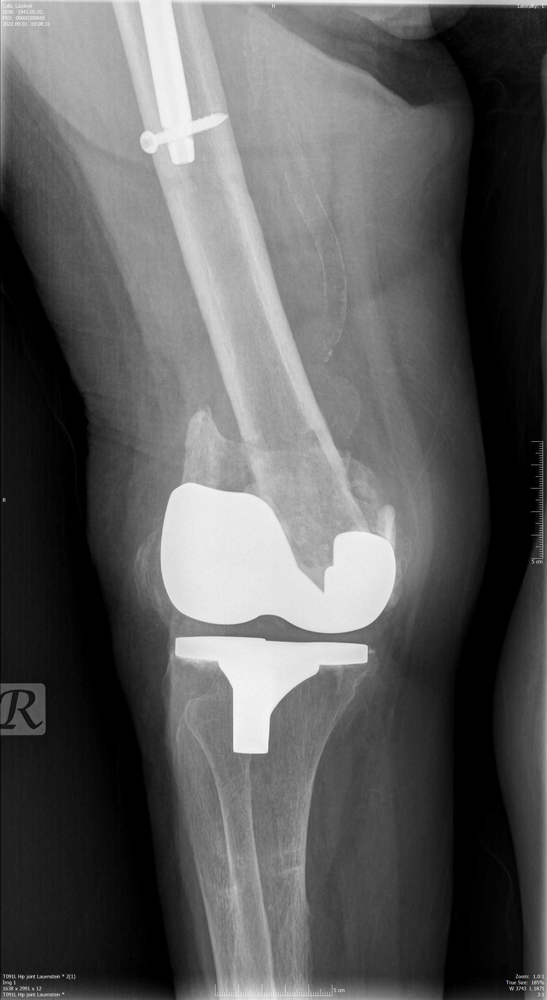 Csibi, Lázárné
DOB: 1943.05.02.
PID: 00000300685
2022.09.01. 10:08:31
H
Laterality: L
R
5 cm
R
5 cm
T091L Hip joint Lauenstein * 2(1)
Img 1
1638 x 2991 x 12
T091L Hip joint Lauenstein *
Zoom: 1.0:1
True Size: 185%
W 3743 L 1871
3:1